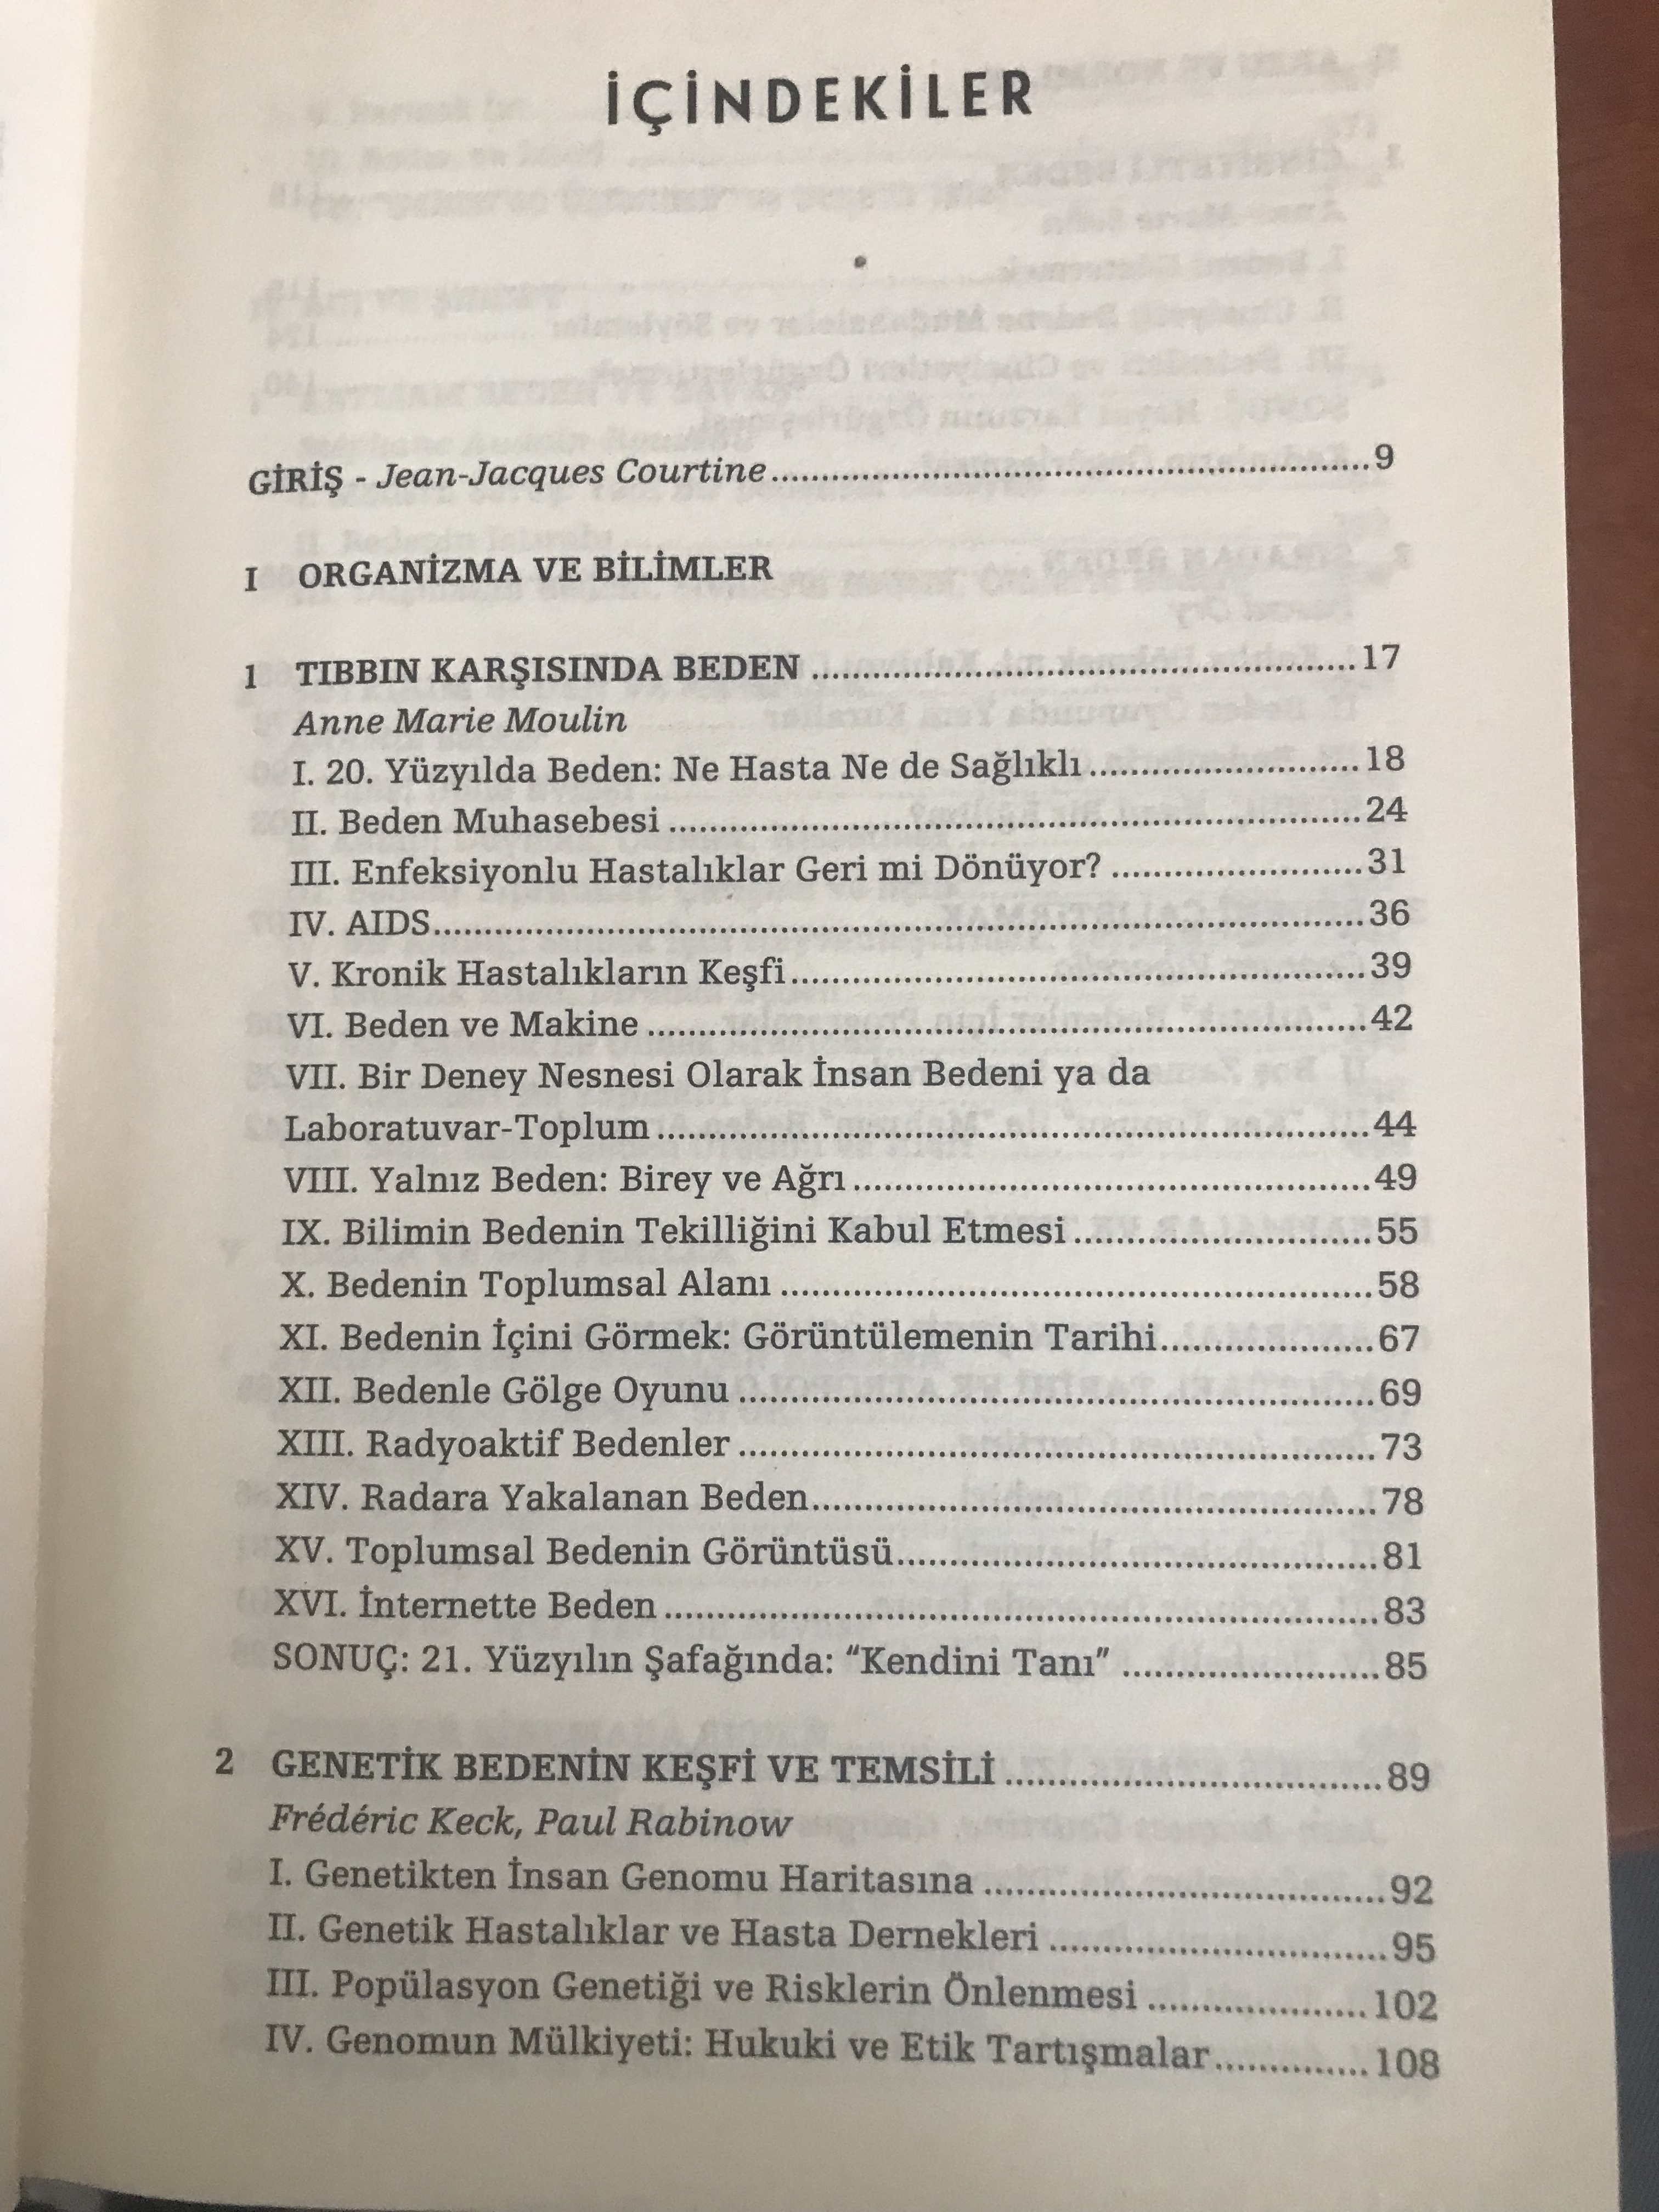 İÇİNDEKİLER
GİRİŞ - Jean-Jacques Courtine..........9
I ORGANİZMA VE BİLİMLER
1 TIBBIN KARŞISINDA BEDEN..........17
Anne Marie Moulin
I. 20. Yüzyılda Beden: Ne Hasta Ne de Sağlıklı..........18
II. Beden Muhasebesi..........24
III. Enfeksiyonlu Hastalıklar Geri mi Dönüyor?..........31
IV. AIDS..........36
V. Kronik Hastalıkların Keşfi..........39
VI. Beden ve Makine..........42
VII. Bir Deney Nesnesi Olarak İnsan Bedeni ya da
Laboratuvar-Toplum..........44
VIII. Yalnız Beden: Birey ve Ağrı..........49
IX. Bilimin Bedenin Tekilliğini Kabul Etmesi..........55
X. Bedenin Toplumsal Alanı..........58
XI. Bedenin İçini Görmek: Görüntülemenin Tarihi..........67
XII. Bedenle Gölge Oyunu..........69
XIII. Radyoaktif Bedenler..........73
XIV. Radara Yakalanan Beden..........78
XV. Toplumsal Bedenin Görüntüsü..........81
XVI. İnternette Beden..........83
SONUÇ: 21. Yüzyılın Şafağında: “Kendini Tanı”..........85
2 GENETİK BEDENİN KEŞFİ VE TEMSİLİ..........89
Frédéric Keck, Paul Rabinow
I. Genetikten İnsan Genomu Haritasına..........92
II. Genetik Hastalıklar ve Hasta Dernekleri..........95
III. Popülasyon Genetiği ve Risklerin Önlenmesi..........102
IV. Genomun Mülkiyeti: Hukuki ve Etik Tartışmalar..........108